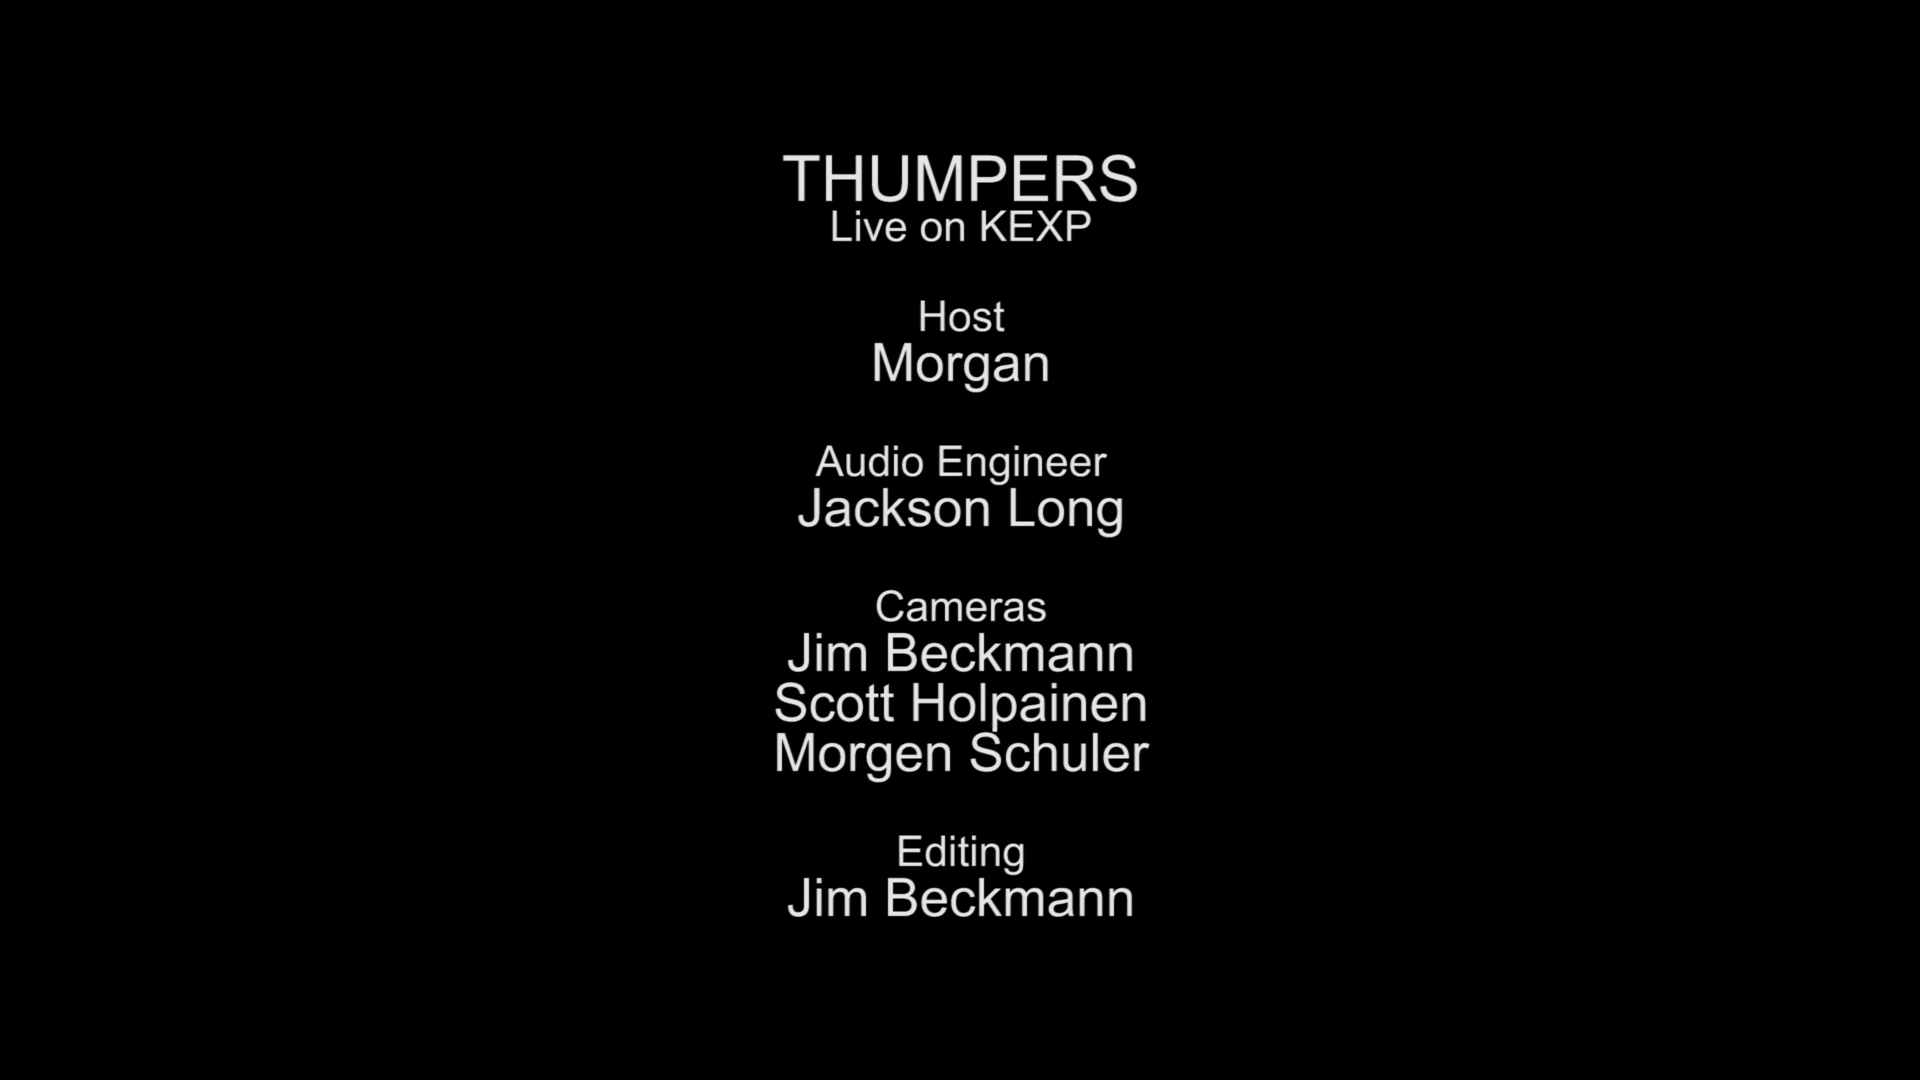 THUMPERS
Live on KEXP
Host
Morgan
Audio Engineer
Jackson Long
Cameras
Jim Beckmann
Scott Holpainen
Morgen Schuler
Editing
Jim Beckmann